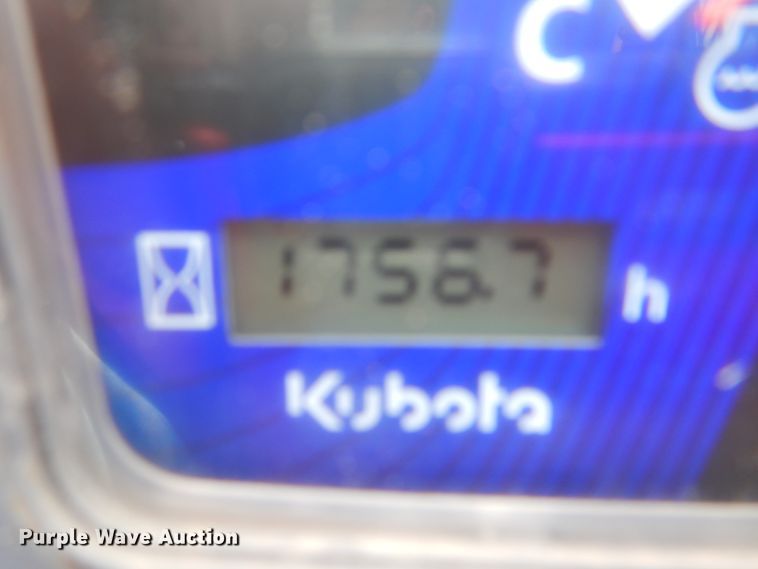 C
1756.7 h
Kubota
Purple Wave Auction